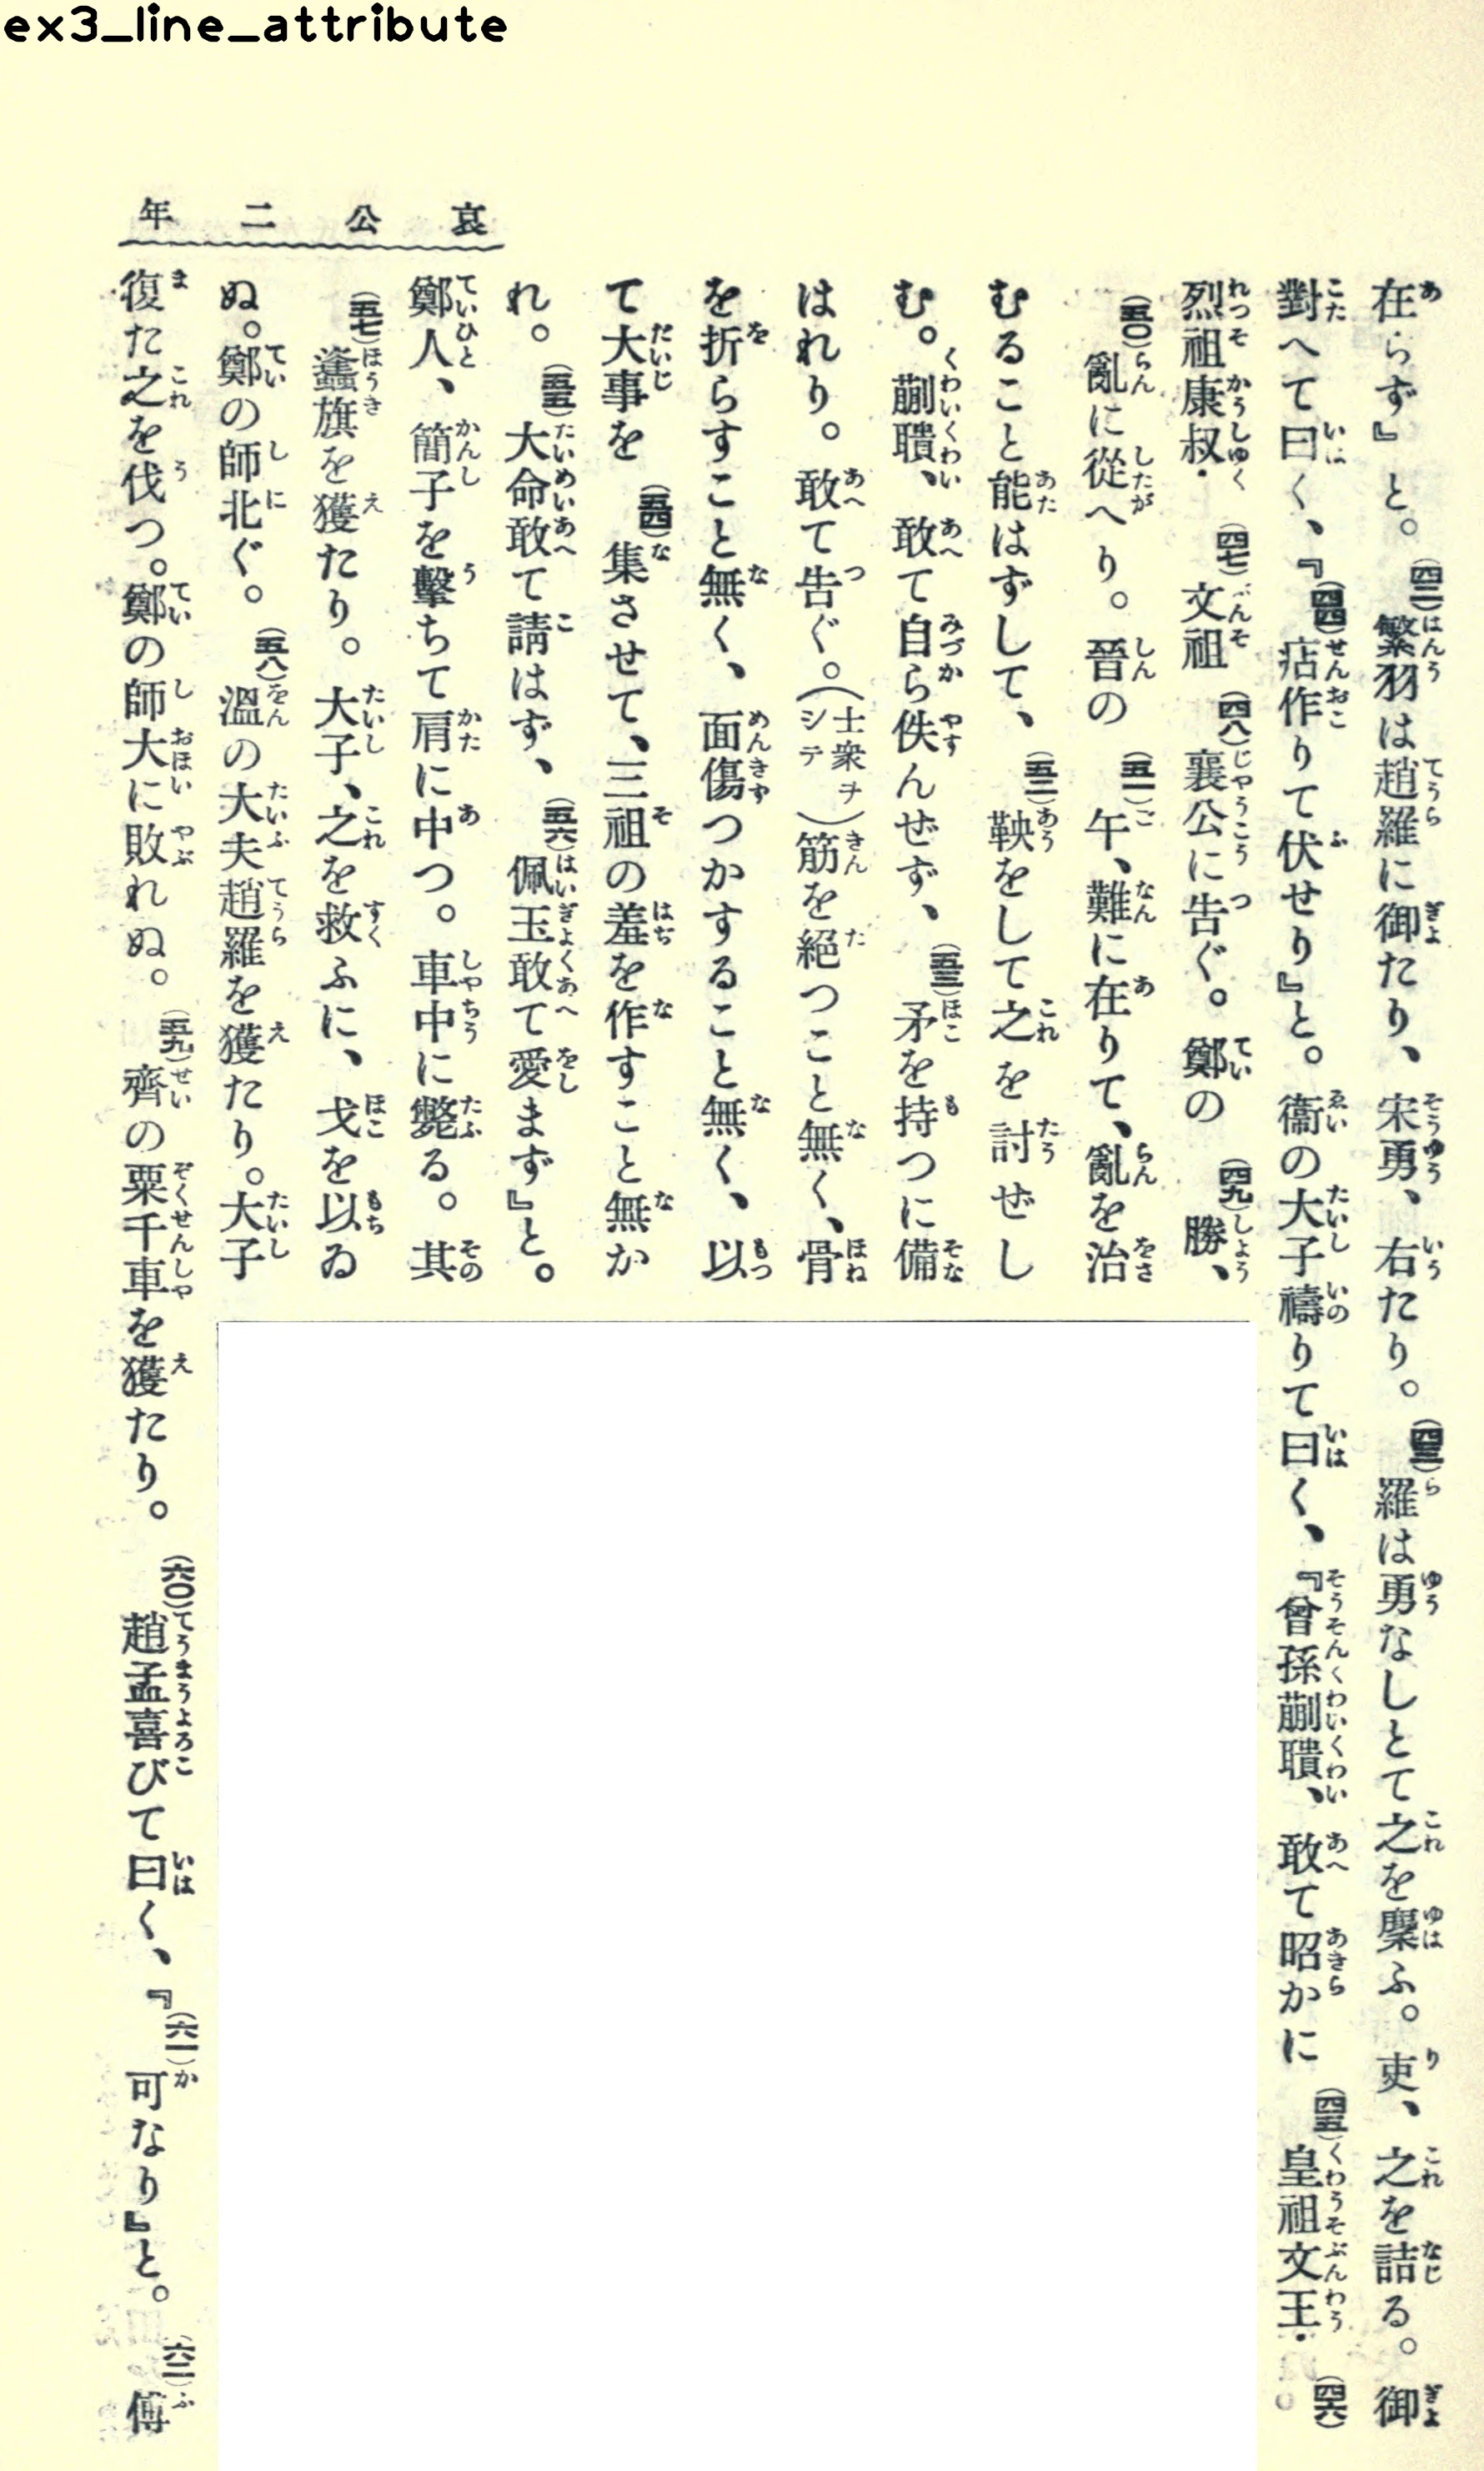 ex3_line_attribute
哀公二年
在らず』と。(四二)繁羽は趙羅に御たり、宋勇、右たり。(四三)羅は勇なしとて之を麇ふ。吏、之を詰る。御
對へて曰く、『(四四)痁作りて伏せり』と。衞の大子禱りて曰く、『曾孫蒯聵、敢て昭かに(四五)皇祖文王・(四六)
烈祖康叔・(四七)文祖(四八)襄公に告ぐ。鄭の(四九)勝、
(五〇)亂に從へり。晉の(五一)午、難に在りて、亂を治
むること能はずして、(五二)鞅をして之を討ぜし
む。蒯聵、敢て自ら佚んぜず、(五三)矛を持つに備
はれり。敢て告ぐ。(士衆ヲシテ)筋を絕つこと無く、骨
を折らすこと無く、面傷つかすること無く、以
て大事を(五四)集させて、三祖の羞を作すこと無か
れ。(五五)大命敢て請はず、(五六)佩玉敢て愛まず』と。
鄭人、簡子を擊ちて肩に中つ。車中に斃る。其
(五七)蠭旗を獲たり。大子、之を救ふに、戈を以ゐ
ぬ。鄭の師北ぐ。(五八)溫の大夫趙羅を獲たり。大子
復た之を伐つ。鄭の師大に敗れぬ。(五九)齊の粟千車を獲たり。(六〇)趙孟喜びて曰く、『(六一)可なり』と。(六二)傅